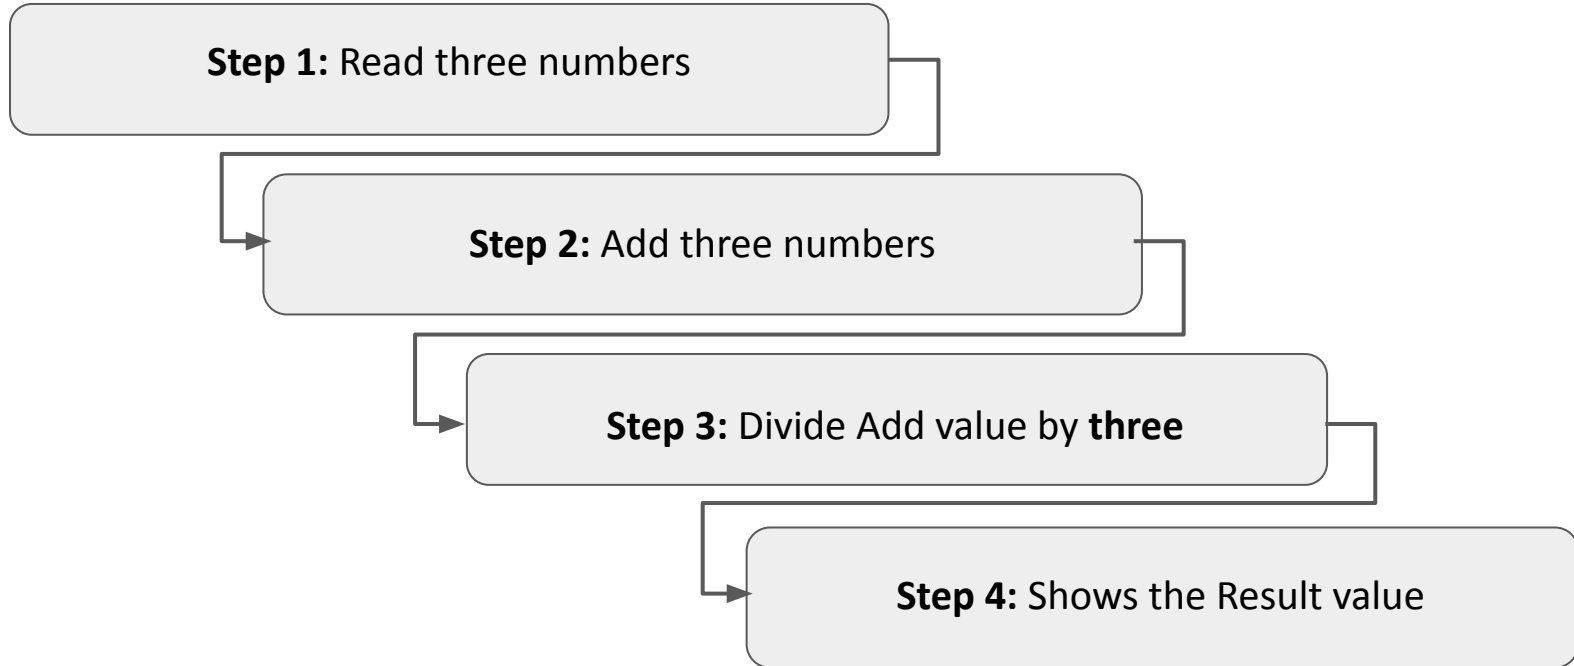 Step 1: Read three numbers
Step 2: Add three numbers
Step 3: Divide Add value by three
Step 4: Shows the Result value